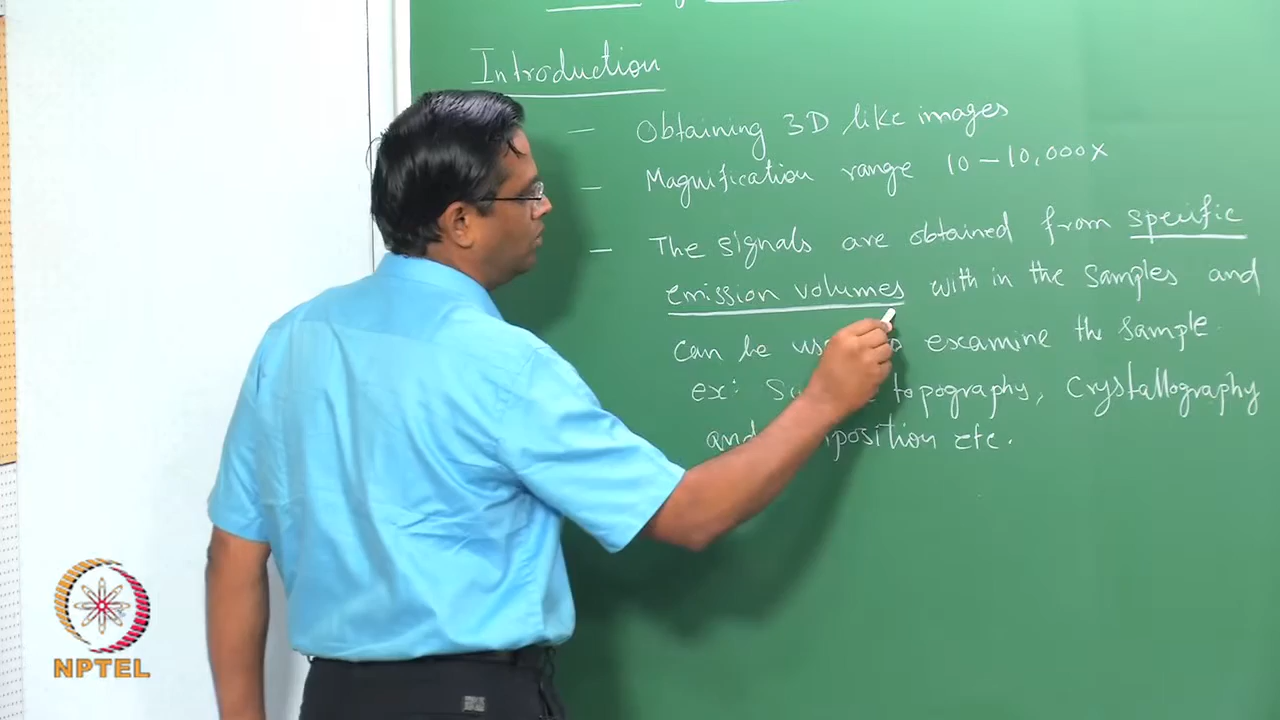 Introduction
— Obtaining 3D like images
— Magnification range 10 – 10,000x
— The signals are obtained from specific
emission volumes with in the samples and
can be examine the sample.
ex: topography, Crystallography
and etc.
NPTEL